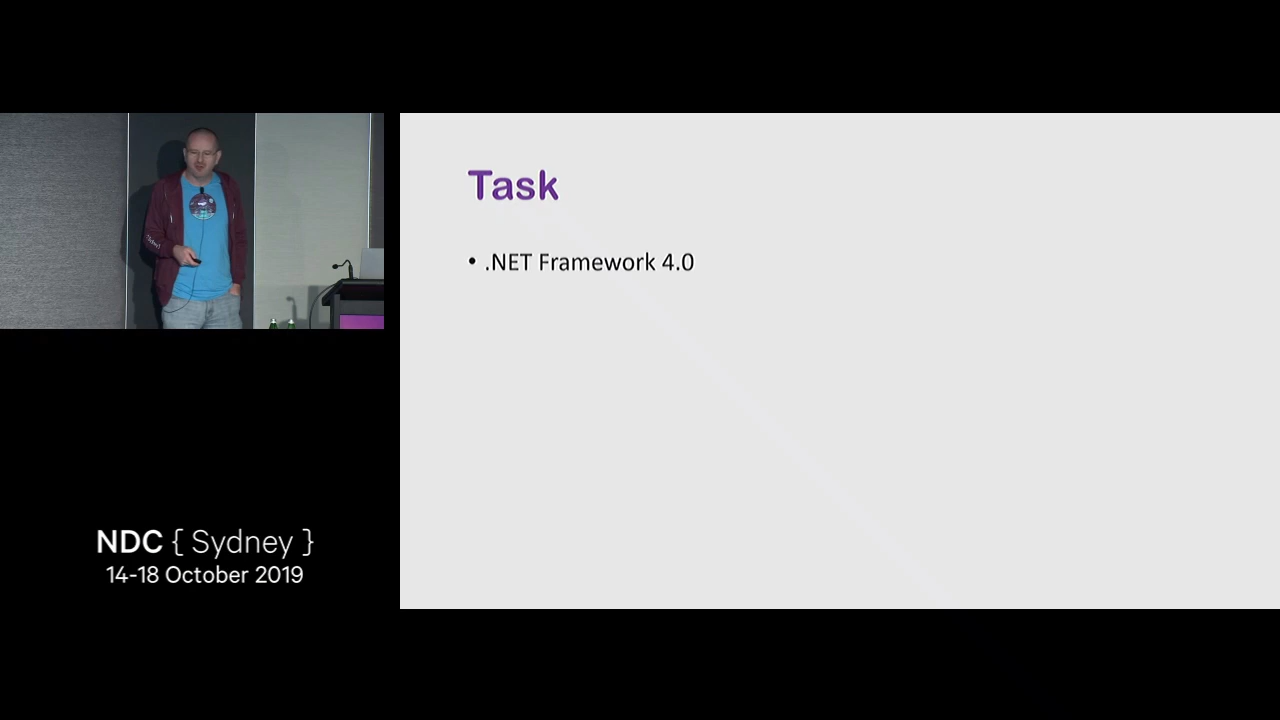 Task
• .NET Framework 4.0
NDC { Sydney }
14-18 October 2019